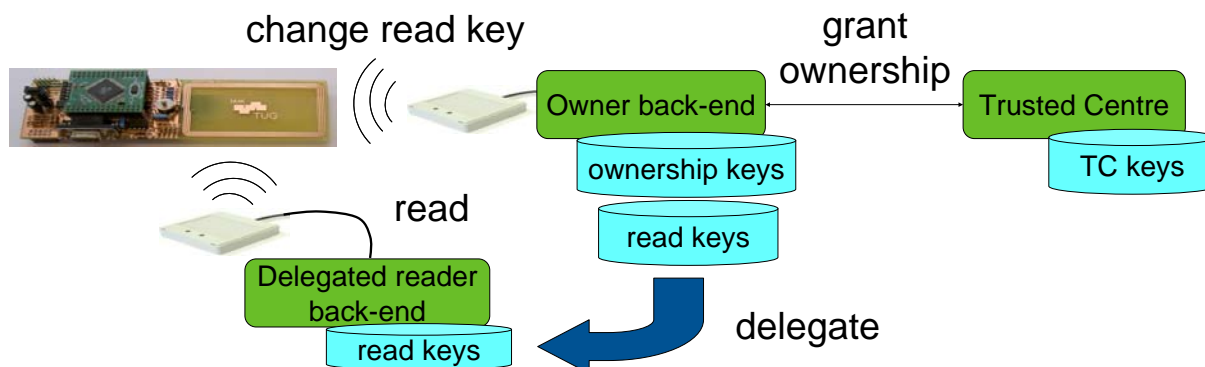 change read key
grant
ownership
TUG
Owner back-end
Trusted Centre
ownership keys
TC keys
read
read keys
Delegated reader
back-end
delegate
read keys